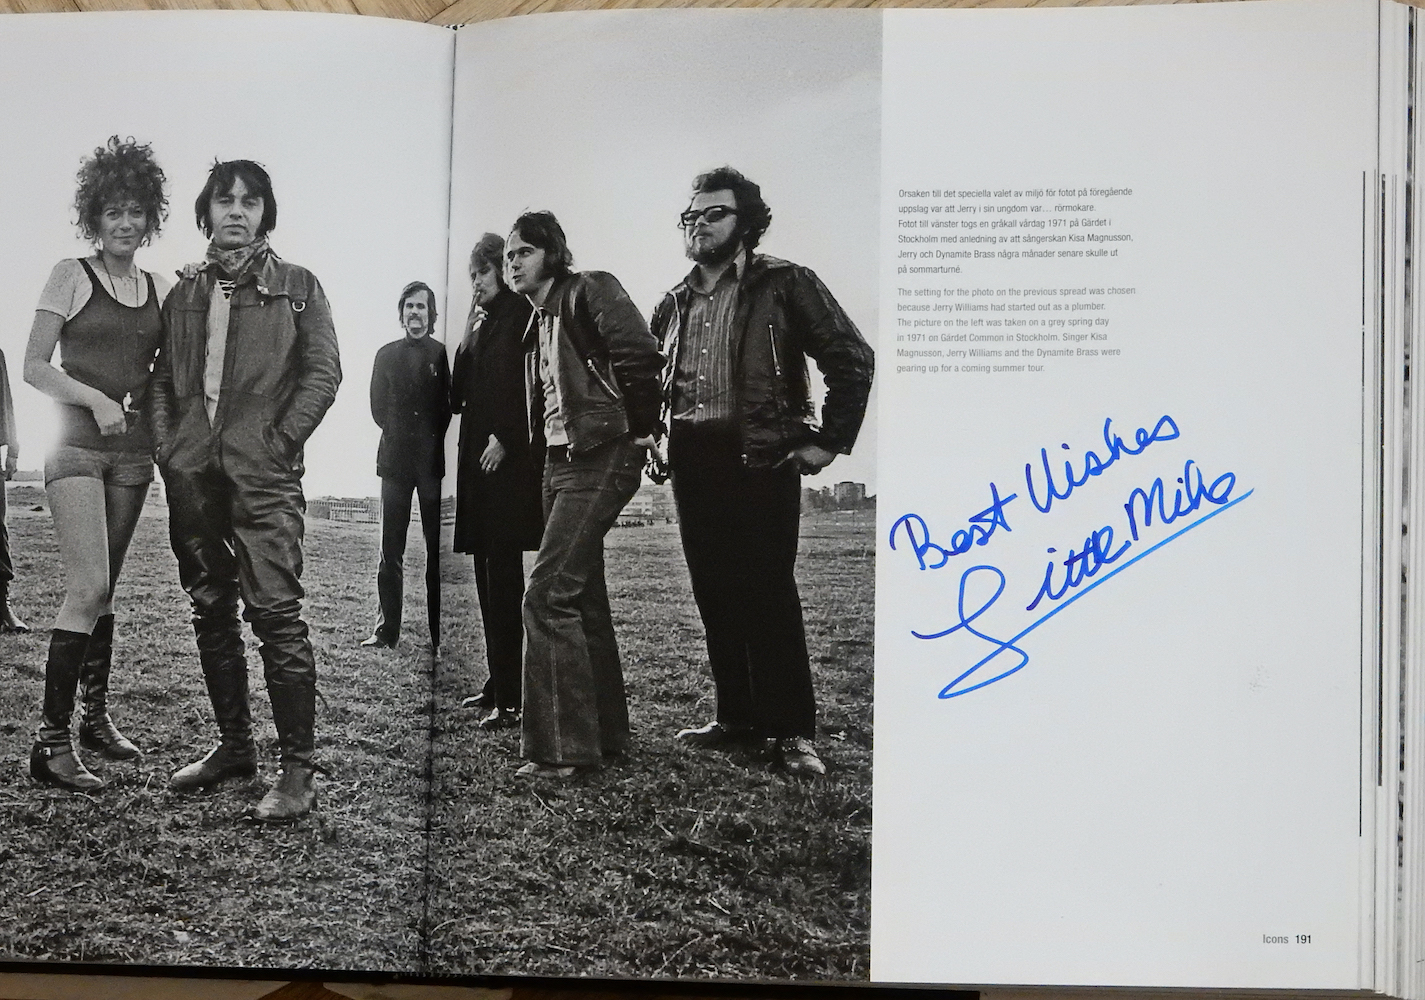 Orsaken till det speciella valet av miljö för fotot på föregående
uppslag var att Jerry i sin ungdom var… rörmokare.
Fotot till vänster togs en gråkall vårdag 1971 på Gärdet i
Stockholm med anledning av att sångerskan Kisa Magnusson,
Jerry och Dynamite Brass några månader senare skulle ut
på sommarturné.
The setting for the photo on the previous spread was chosen
because Jerry Williams had started out as a plumber.
The picture on the left was taken on a grey spring day
in 1971 on Gärdet Common in Stockholm. Singer Kisa
Magnusson, Jerry Williams and the Dynamite Brass were
gearing up for a coming summer tour.
Best Wishes
Little Mike
Icons 191